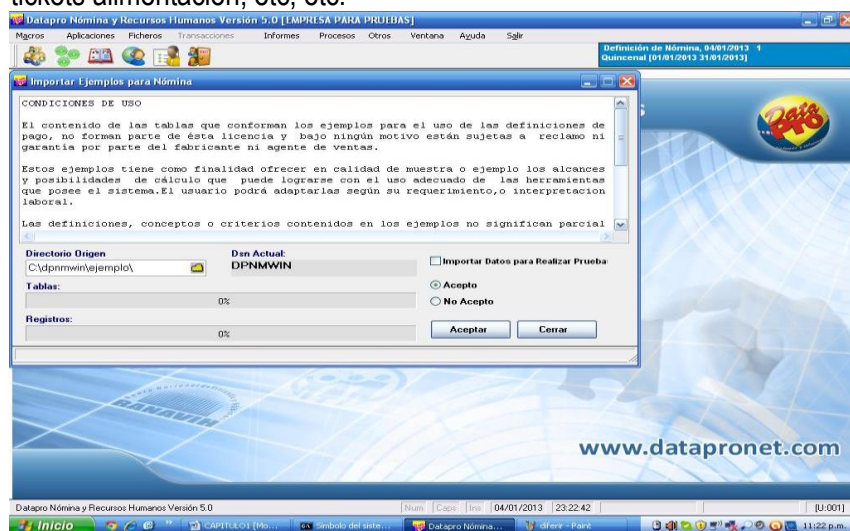 tickets alimentación, etc, etc.
Datapro Nómina y Recursos Humanos Versión 5.0 [EMPRESA PARA PRUEBAS]
Macros Aplicaciones Ficheros Transacciones Informes Procesos Otros Ventana Ayuda Salir
Definición de Nómina, 04/01/2013 1
Quincenal [01/01/2013 31/01/2013]
Importar Ejemplos para Nómina
CONDICIONES DE USO
El contenido de las tablas que conforman los ejemplos para el uso de las definiciones de
pago, no forman parte de ésta licencia y bajo ningún motivo están sujetas a reclamo ni
garantía por parte del fabricante ni agente de ventas.
Estos ejemplos tiene como finalidad ofrecer en calidad de muestra o ejemplo los alcances
y posibilidades de cálculo que puede lograrse con el uso adecuado de las herramientas
que posee el sistema.El usuario podrá adaptarlas según su requerimiento,o interpretacion
laboral.
Las definiciones, conceptos o criterios contenidos en los ejemplos no significan parcial
Directorio Origen
C:\dpnmwin\ejemplo\
Dsn Actual:
DPNMWIN
Importar Datos para Realizar Prueba
Tablas:
0%
Acepto
No Acepto
Registros:
0%
Aceptar Cerrar
Data
Pro
BANAVIH
www.datapronet.com
Datapro Nómina y Recursos Humanos Versión 5.0 Num Caps Ins 04/01/2013 23:22:42 [U:001]
Inicio CAPITULO1 [Mo... Símbolo del siste... Datapro Nómina... diferir - Paint 11:22 p.m.